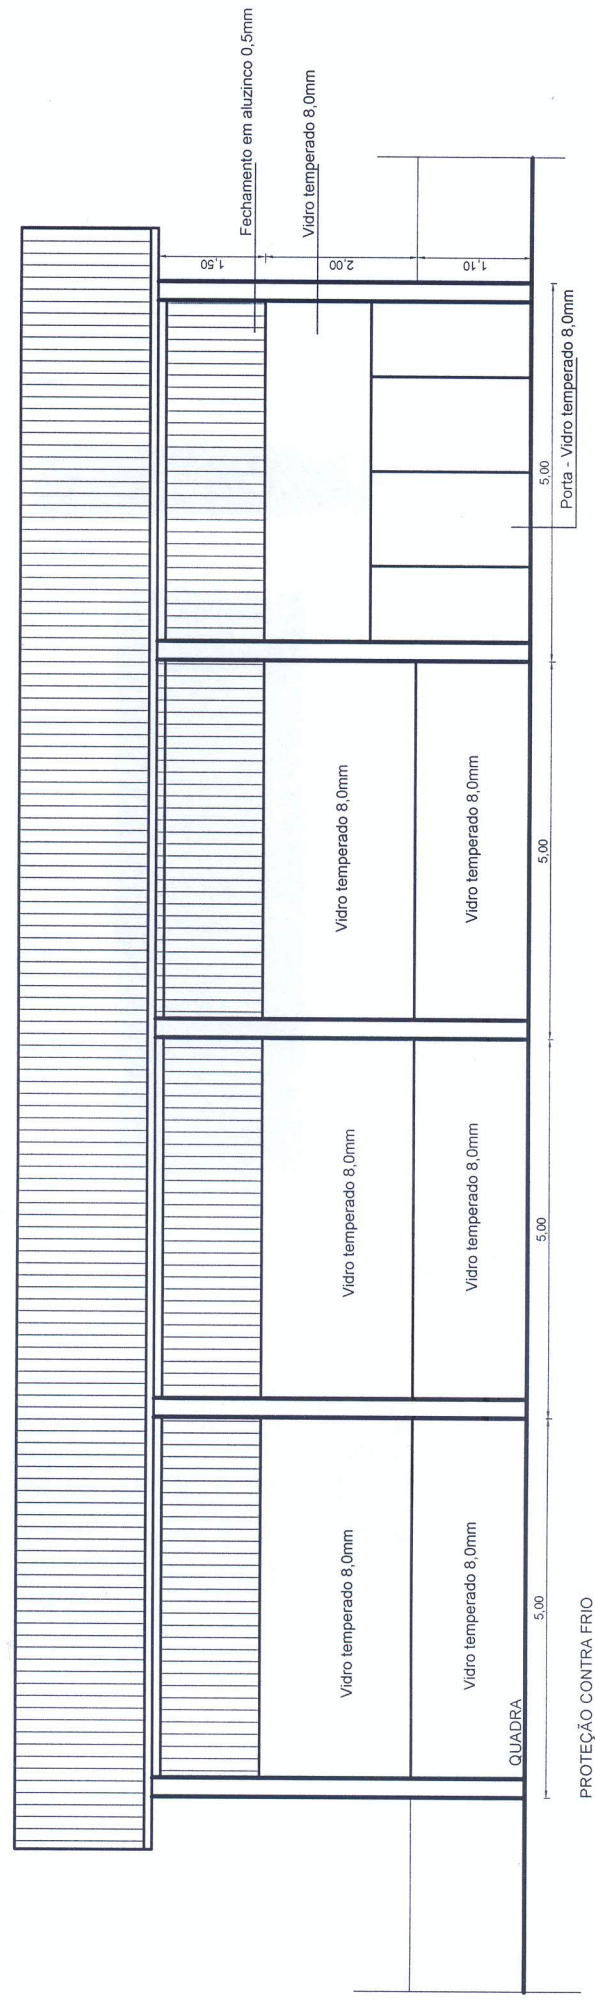 Fechamento em aluzinco 0,5mm
Vidro temperado 8,0mm
1,50
2,00
1,10
Vidro temperado 8,0mm
Vidro temperado 8,0mm
Vidro temperado 8,0mm
Vidro temperado 8,0mm
Vidro temperado 8,0mm
Vidro temperado 8,0mm
QUADRA
5,00
5,00
5,00
5,00
Porta - Vidro temperado 8,0mm
PROTEÇÃO CONTRA FRIO